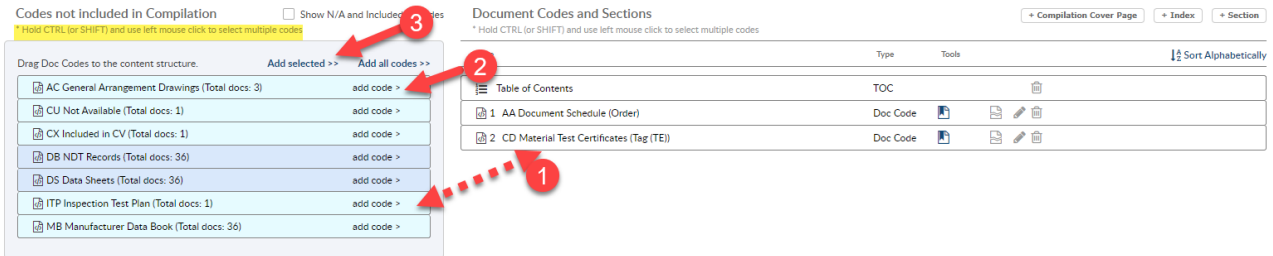 Codes not included in Compilation
Show N/A and Included
des
* Hold CTRL (or SHIFT) and use left mouse click to select multiple codes
Drag Doc Codes to the content structure.
Add selected >>
Add all codes >>
AC General Arrangement Drawings (Total docs: 3)
add code >
CU Not Available (Total docs: 1)
add code >
CX Included in CV (Total docs: 1)
add code >
DB NDT Records (Total docs: 36)
add code >
DS Data Sheets (Total docs: 36)
add code >
ITP Inspection Test Plan (Total docs: 1)
add code >
MB Manufacturer Data Book (Total docs: 36)
add code >
3
2
1
Document Codes and Sections
+ Compilation Cover Page
+ Index
+ Section
* Hold CTRL (or SHIFT) and use left mouse click to select multiple codes
Type
Tools
Sort Alphabetically
Table of Contents
TOC
1 AA Document Schedule (Order)
Doc Code
2 CD Material Test Certificates (Tag (TE))
Doc Code